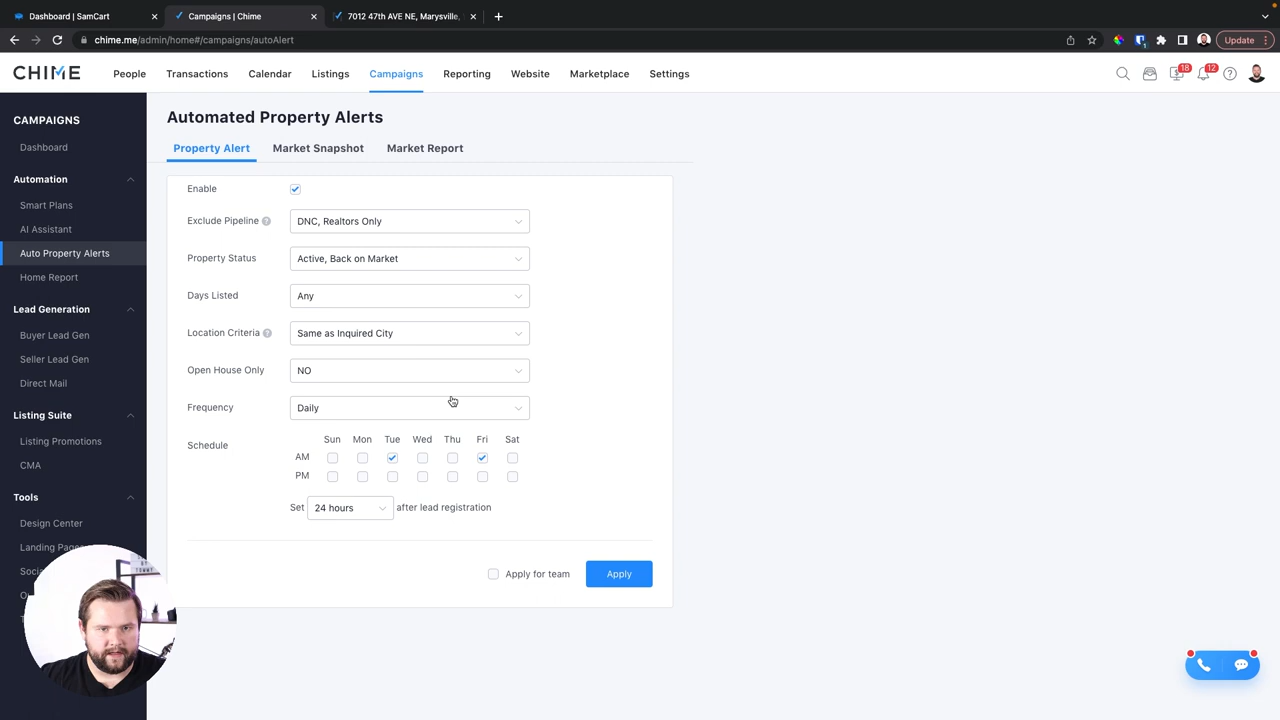 Dashboard | SamCart
Campaigns | Chime
7012 47th AVE NE, Marysville,
chime.me/admin/home#/campaigns/autoAlert
Update
CHIME
People
Transactions
Calendar
Listings
Campaigns
Reporting
Website
Marketplace
Settings
18
12
CAMPAIGNS
Dashboard
Automation
Smart Plans
AI Assistant
Auto Property Alerts
Home Report
Lead Generation
Buyer Lead Gen
Seller Lead Gen
Direct Mail
Listing Suite
Listing Promotions
CMA
Tools
Design Center
Landing Pages
Automated Property Alerts
Property Alert
Market Snapshot
Market Report
Enable
Exclude Pipeline
DNC, Realtors Only
Property Status
Active, Back on Market
Days Listed
Any
Location Criteria
Same as Inquired City
Open House Only
NO
Frequency
Daily
Schedule
Sun Mon Tue Wed Thu Fri Sat
AM
PM
Set 24 hours after lead registration
Apply for team
Apply